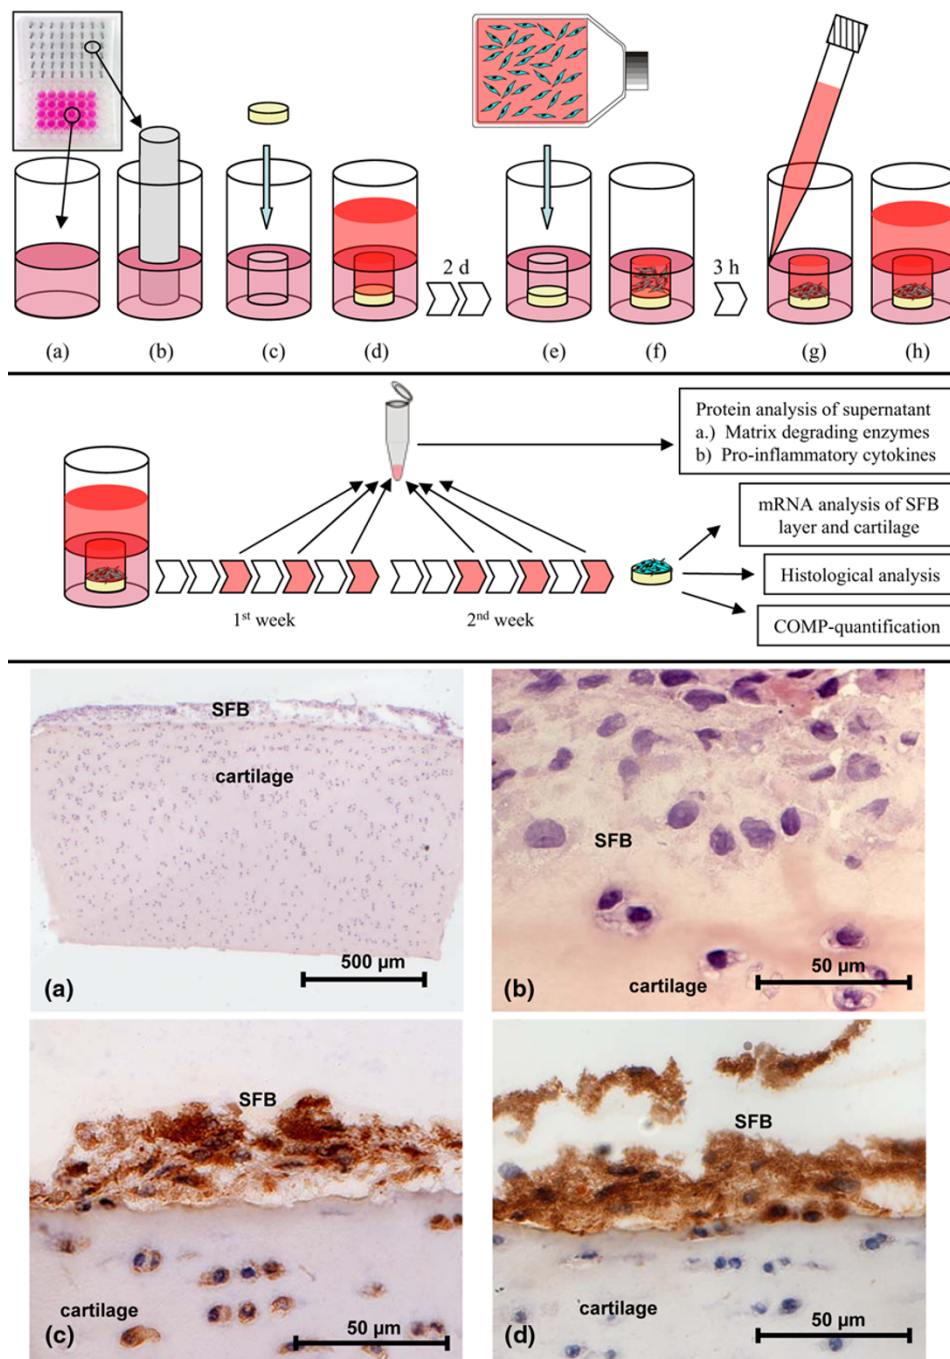 2 d
3 h
(a)
(b)
(c)
(d)
(e)
(f)
(g)
(h)
Protein analysis of supernatant
a.) Matrix degrading enzymes
b) Pro-inflammatory cytokines
mRNA analysis of SFB
layer and cartilage
Histological analysis
COMP-quantification
1st week
2nd week
SFB
cartilage
500 µm
(a)
SFB
cartilage
50 µm
(b)
SFB
cartilage
50 µm
(c)
SFB
cartilage
50 µm
(d)